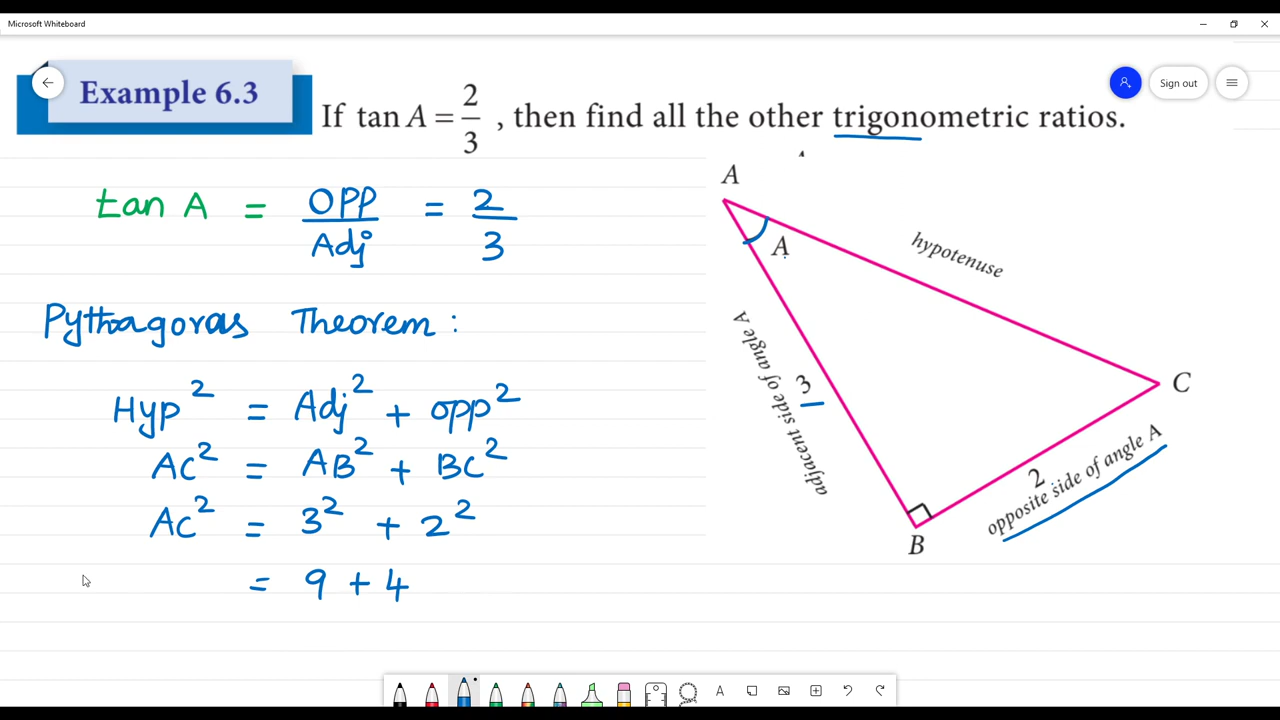 Microsoft Whiteboard
Example 6.3
If tan A = 2/3 , then find all the other trigonometric ratios.
Sign out
tan A = OPP/Adj = 2/3
Pythagoras Theorem :
Hyp² = Adj² + opp²
AC² = AB² + BC²
AC² = 3² + 2²
= 9 + 4
A
A
hypotenuse
adjacent side of angle A
3
C
2
opposite side of angle A
B
A